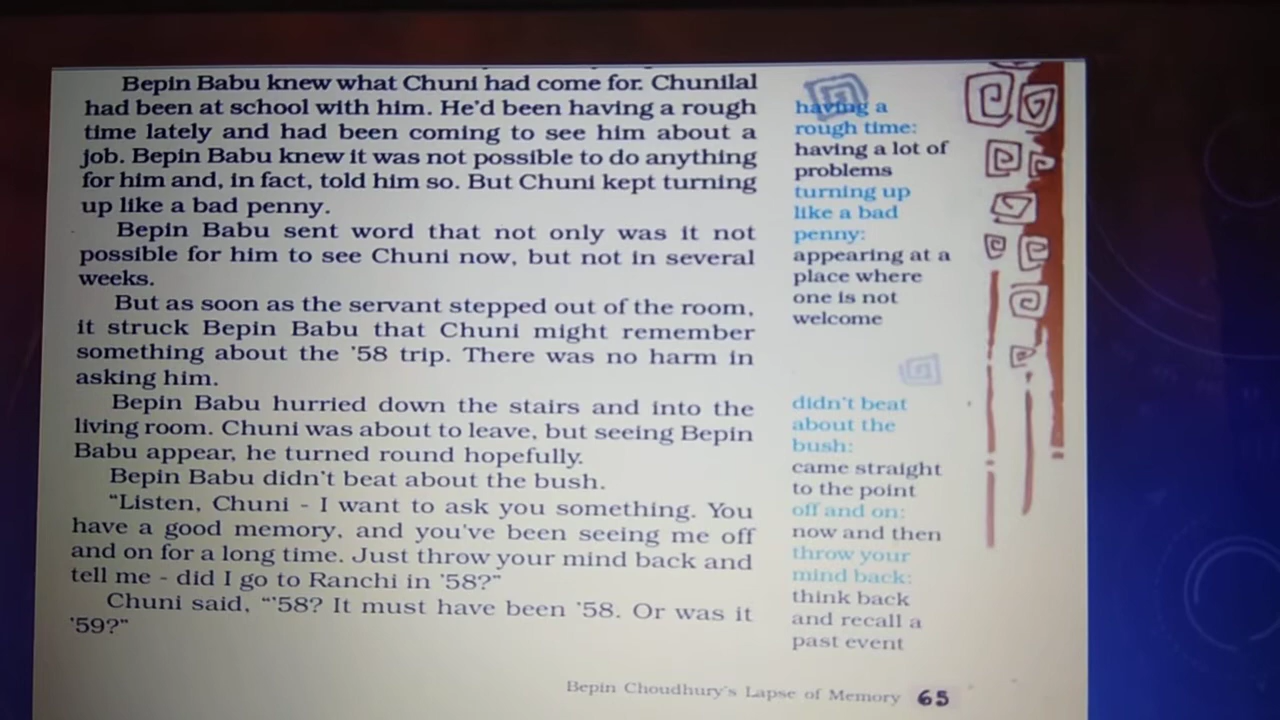 Bepin Babu knew what Chuni had come for. Chunilal
had been at school with him. He'd been having a rough
time lately and had been coming to see him about a
job. Bepin Babu knew it was not possible to do anything
for him and, in fact, told him so. But Chuni kept turning
up like a bad penny.
Bepin Babu sent word that not only was it not
possible for him to see Chuni now, but not in several
weeks.
But as soon as the servant stepped out of the room,
it struck Bepin Babu that Chuni might remember
something about the '58 trip. There was no harm in
asking him.
Bepin Babu hurried down the stairs and into the
living room. Chuni was about to leave, but seeing Bepin
Babu appear, he turned round hopefully.
Bepin Babu didn't beat about the bush.
“Listen, Chuni - I want to ask you something. You
have a good memory, and you've been seeing me off
and on for a long time. Just throw your mind back and
tell me - did I go to Ranchi in '58?”
Chuni said, “'58? It must have been '58. Or was it
'59?”
having a
rough time:
having a lot of
problems
turning up
like a bad
penny:
appearing at a
place where
one is not
welcome
didn't beat
about the
bush:
came straight
to the point
off and on:
now and then
throw your
mind back:
think back
and recall a
past event
Bepin Choudhury's Lapse of Memory 65